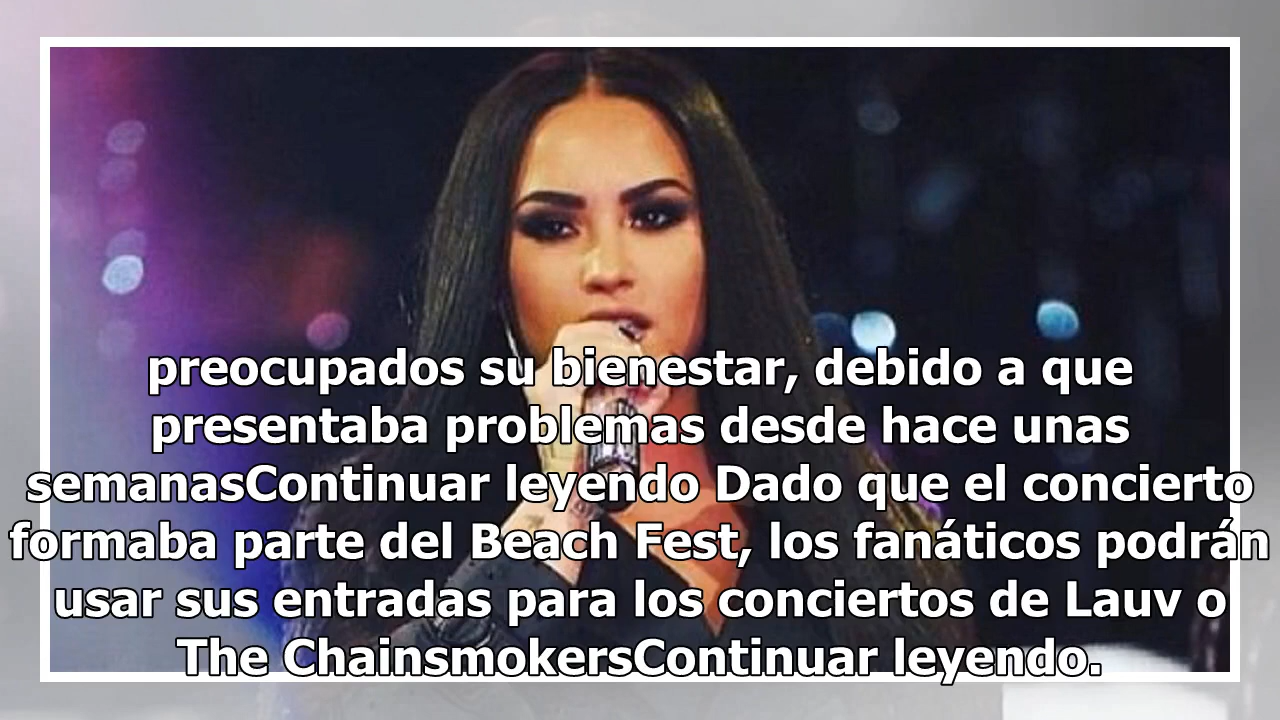 preocupados su bienestar, debido a que
presentaba problemas desde hace unas
semanasContinuar leyendo Dado que el concierto
formaba parte del Beach Fest, los fanáticos podrán
usar sus entradas para los conciertos de Lauv o
The ChainsmokersContinuar leyendo.